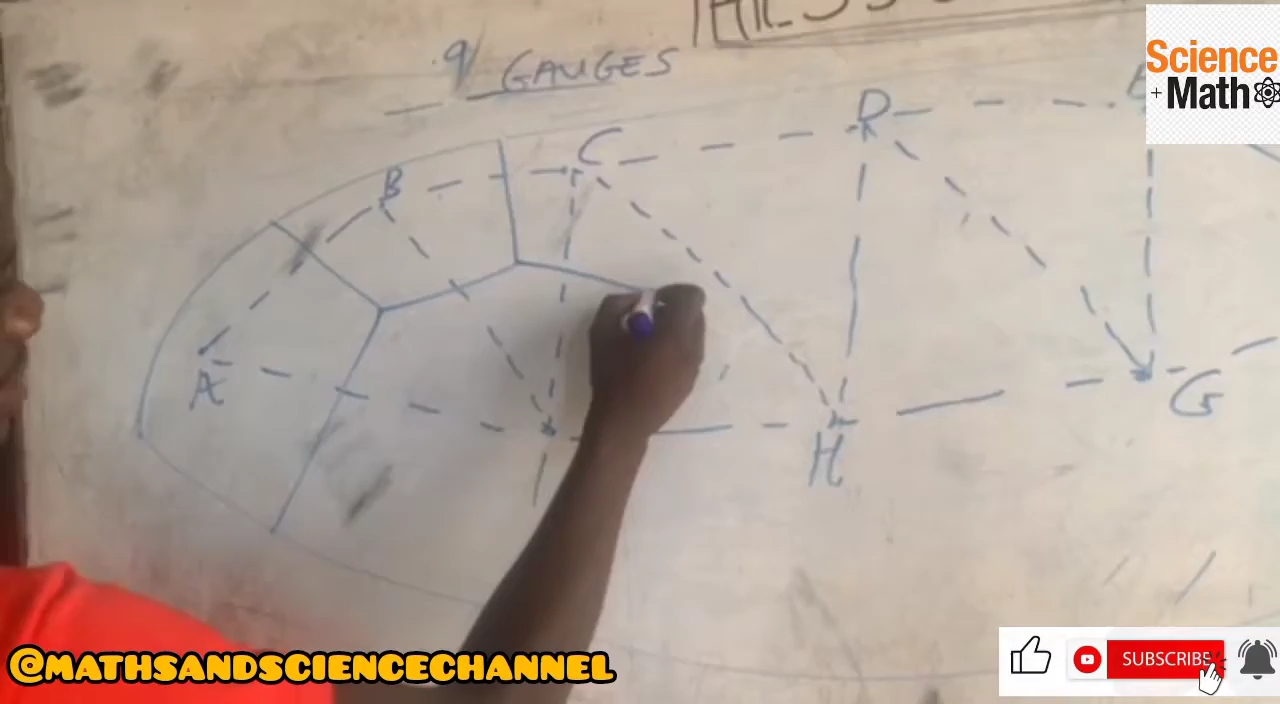 9 GAUGES
Science
+ Math
C
D
B
A
G
H
SUBSCRIBE
@MATHSANDSCIENCECHANNEL